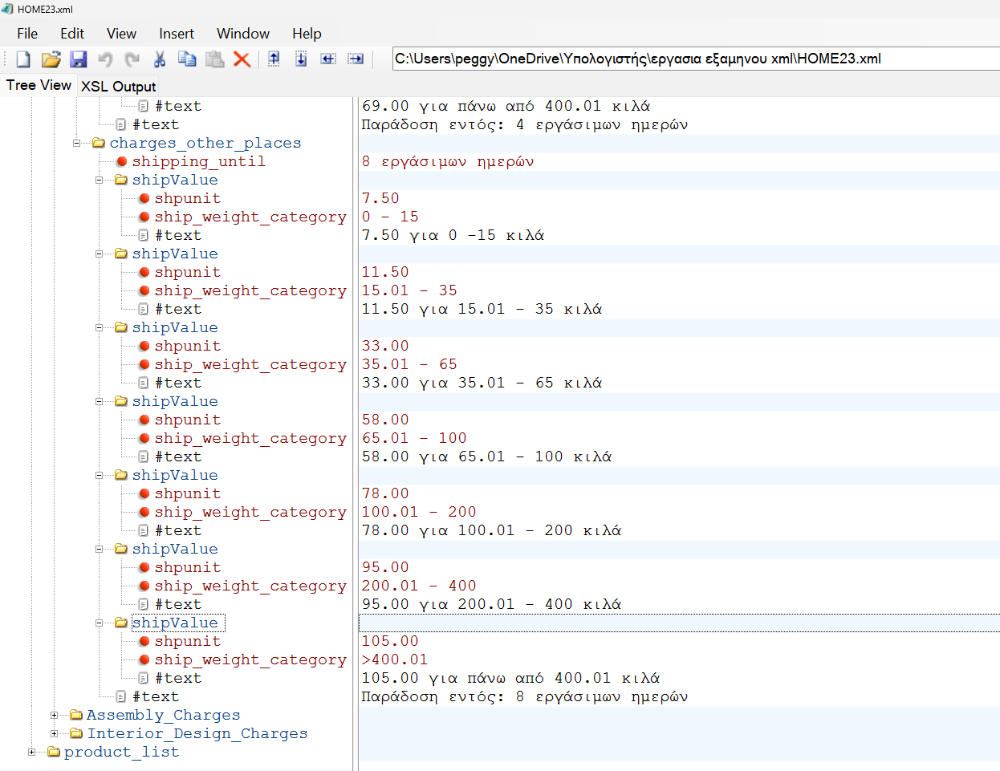 HOME23.xml
File Edit View Insert Window Help
C:\Users\peggy\OneDrive\Υπολογιστής\εργασια εξαμηνου xml\HOME23.xml
Tree View XSL Output
#text 69.00 για πάνω από 400.01 κιλά
#text Παράδοση εντός: 4 εργάσιμων ημερών
charges_other_places
shipping_until 8 εργάσιμων ημερών
shipValue
shpunit 7.50
ship_weight_category 0 - 15
#text 7.50 για 0 -15 κιλά
shipValue
shpunit 11.50
ship_weight_category 15.01 - 35
#text 11.50 για 15.01 - 35 κιλά
shipValue
shpunit 33.00
ship_weight_category 35.01 - 65
#text 33.00 για 35.01 - 65 κιλά
shipValue
shpunit 58.00
ship_weight_category 65.01 - 100
#text 58.00 για 65.01 - 100 κιλά
shipValue
shpunit 78.00
ship_weight_category 100.01 - 200
#text 78.00 για 100.01 - 200 κιλά
shipValue
shpunit 95.00
ship_weight_category 200.01 - 400
#text 95.00 για 200.01 - 400 κιλά
shipValue
shpunit 105.00
ship_weight_category >400.01
#text 105.00 για πάνω από 400.01 κιλά
#text Παράδοση εντός: 8 εργάσιμων ημερών
Assembly_Charges
Interior_Design_Charges
product_list